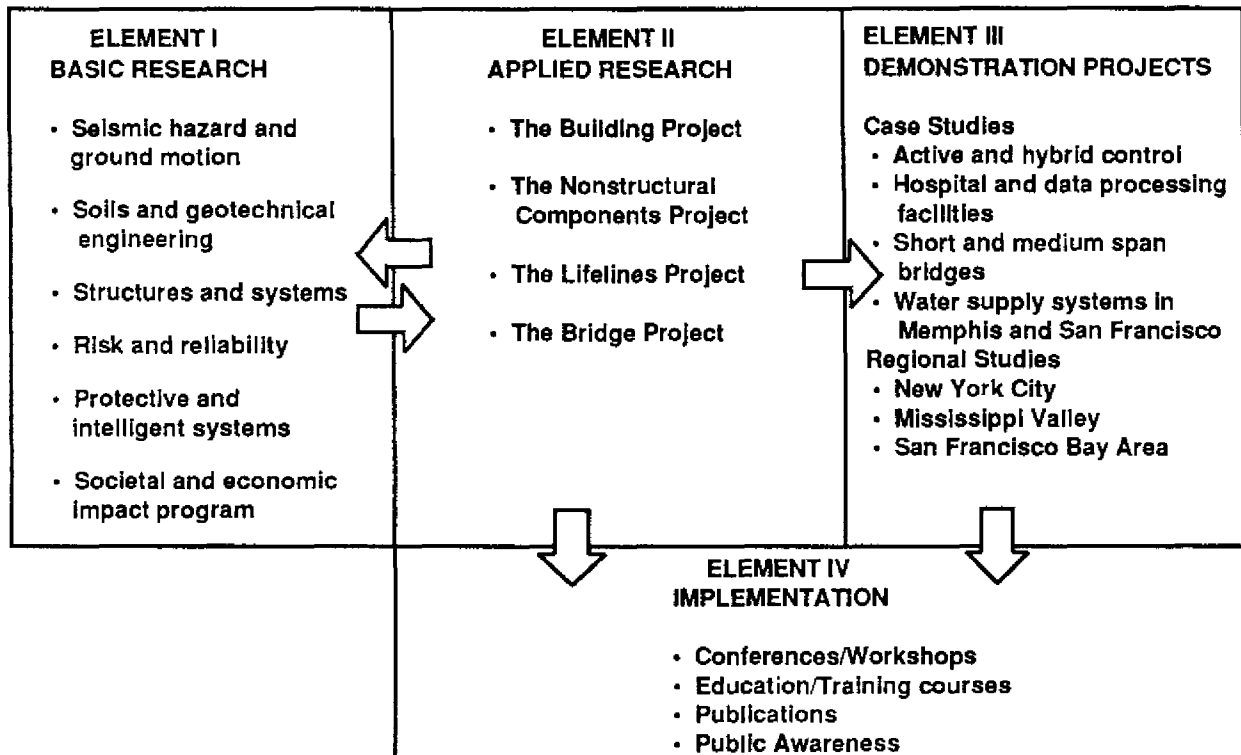 ELEMENT I
BASIC RESEARCH
• Seismic hazard and
ground motion
• Soils and geotechnical
engineering
• Structures and systems
• Risk and reliability
• Protective and
intelligent systems
• Societal and economic
impact program
ELEMENT II
APPLIED RESEARCH
• The Building Project
• The Nonstructural
Components Project
• The Lifelines Project
• The Bridge Project
ELEMENT III
DEMONSTRATION PROJECTS
Case Studies
• Active and hybrid control
• Hospital and data processing
facilities
• Short and medium span
bridges
• Water supply systems in
Memphis and San Francisco
Regional Studies
• New York City
• Mississippi Valley
• San Francisco Bay Area
ELEMENT IV
IMPLEMENTATION
• Conferences/Workshops
• Education/Training courses
• Publications
• Public Awareness